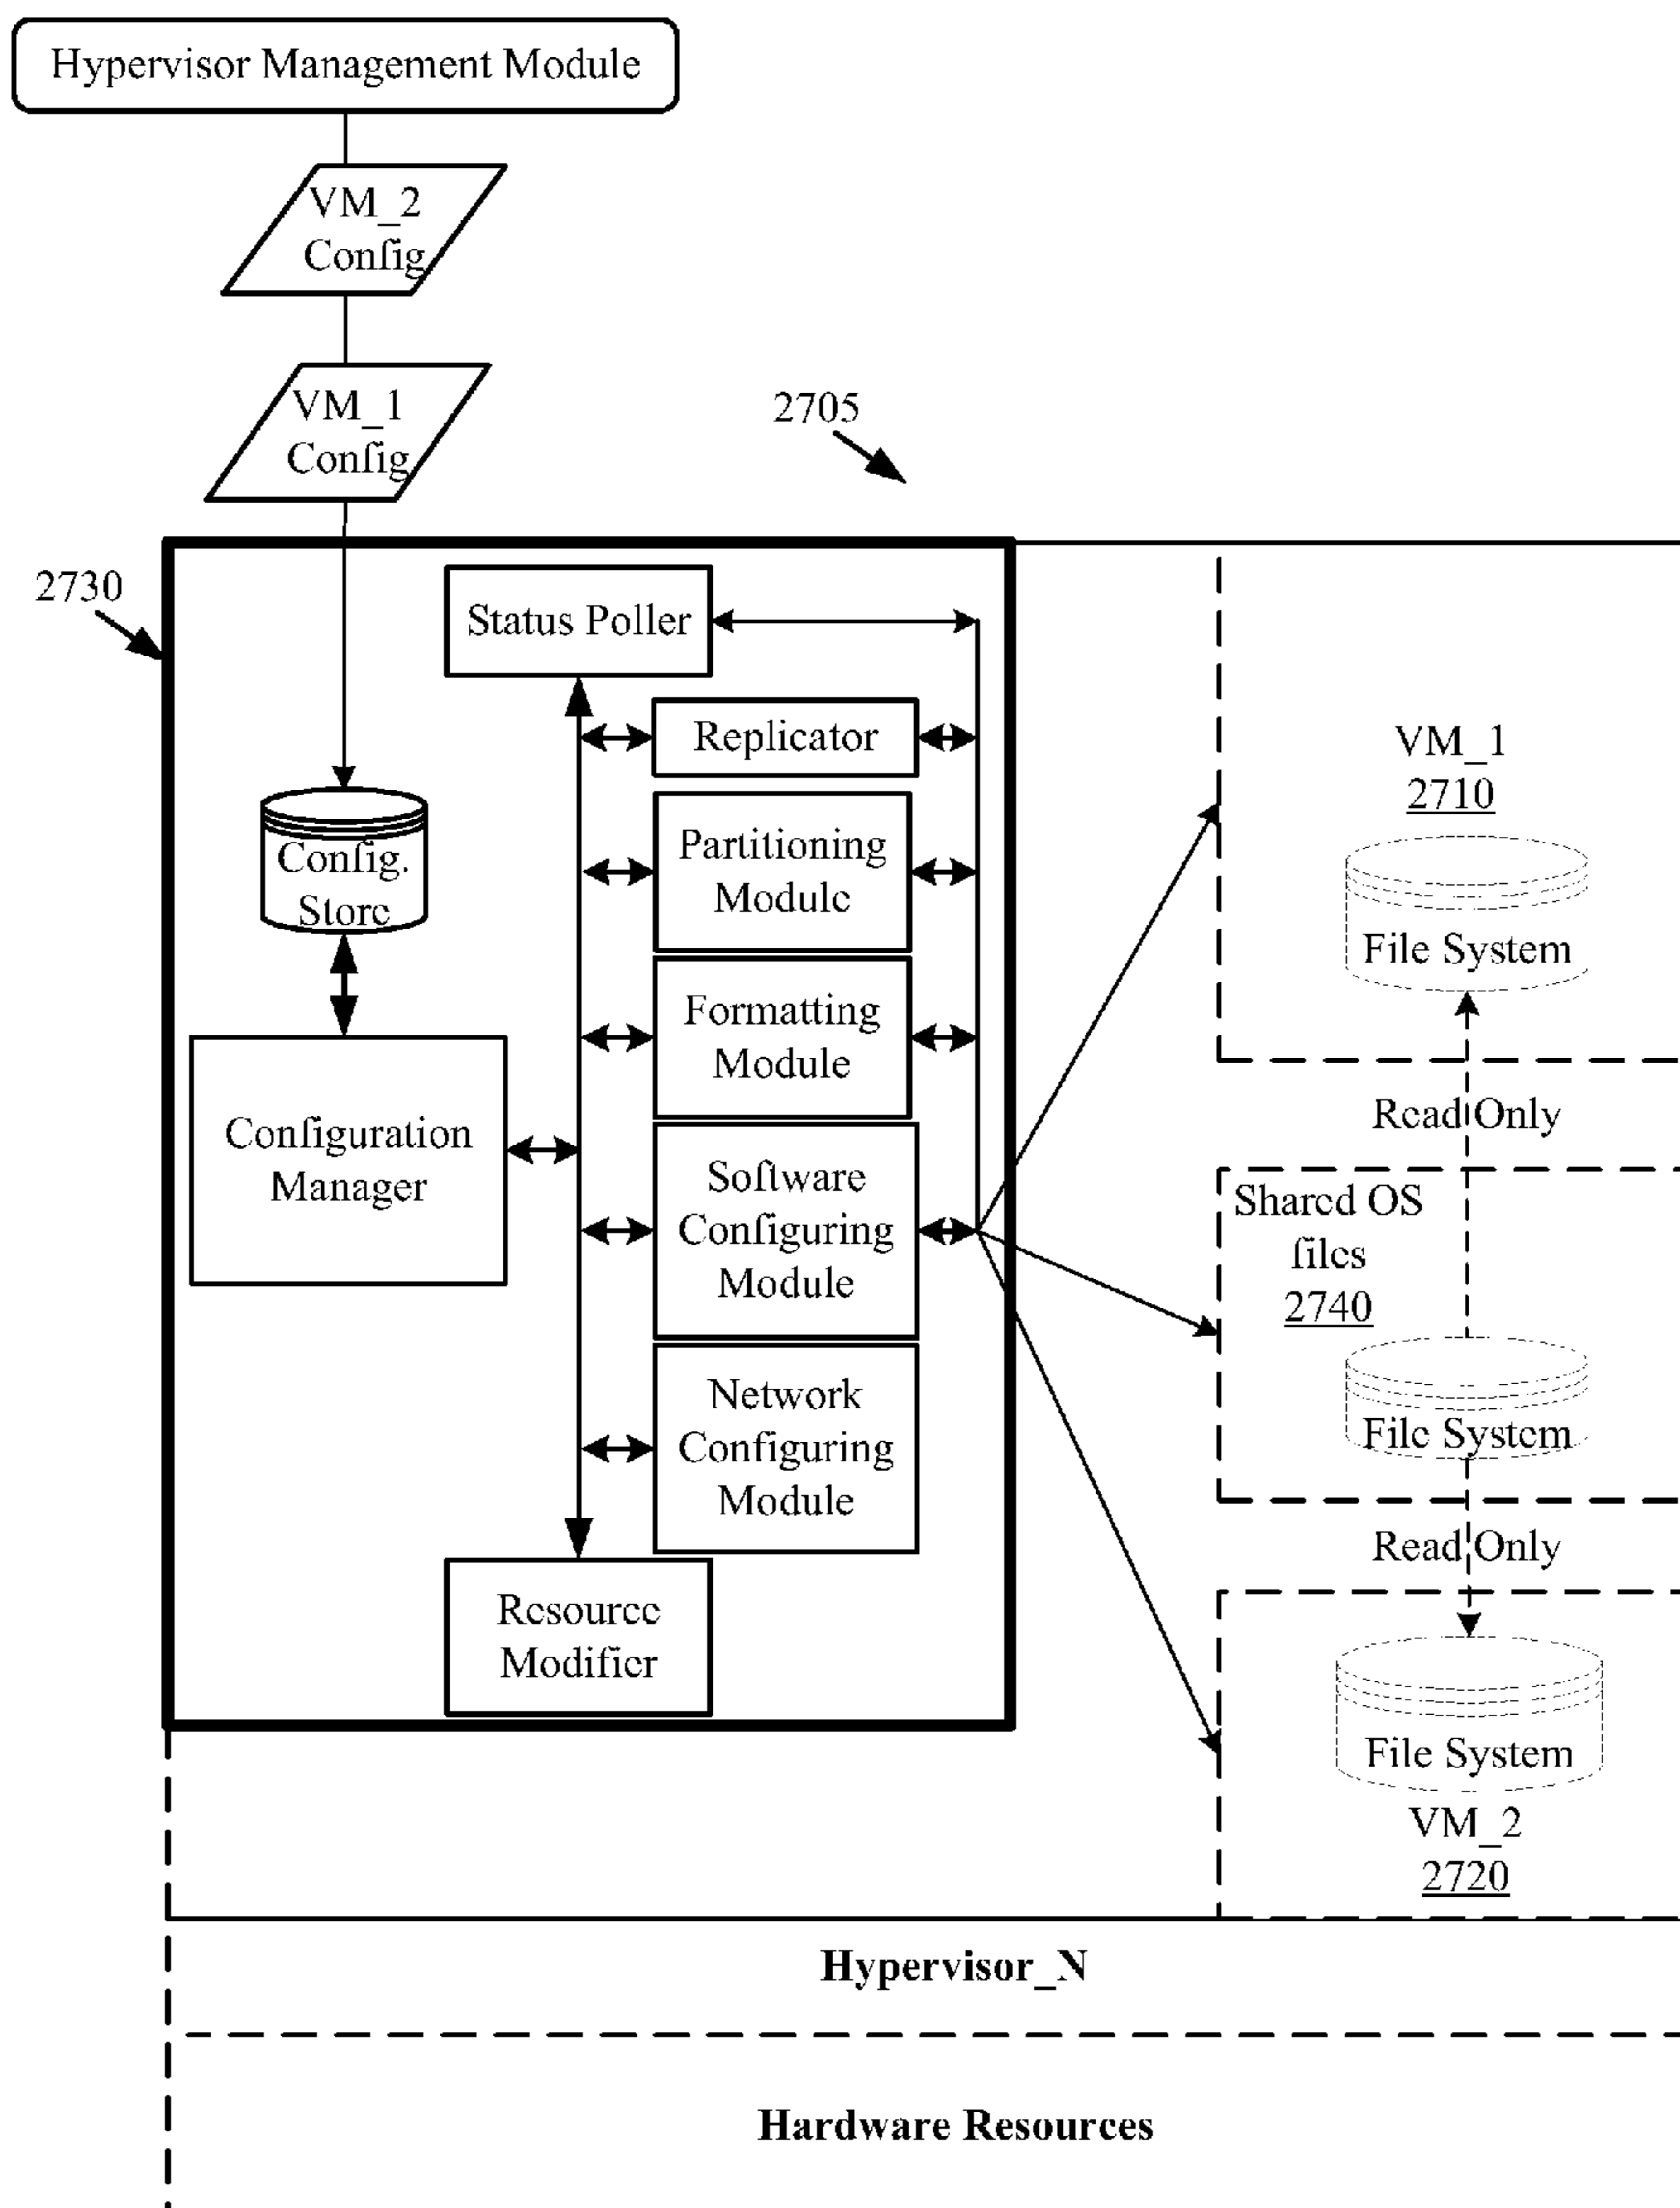 Hypervisor Management Module
VM_2
Config
VM_1
Config
2705
2730
Status Poller
Replicator
Partitioning
Module
Formatting
Module
Software
Configuring
Module
Network
Configuring
Module
Resource
Modifier
Config.
Store
Configuration
Manager
VM_1
2710
File System
Read Only
Shared OS
files
2740
File System
Read Only
File System
VM_2
2720
Hypervisor_N
Hardware Resources